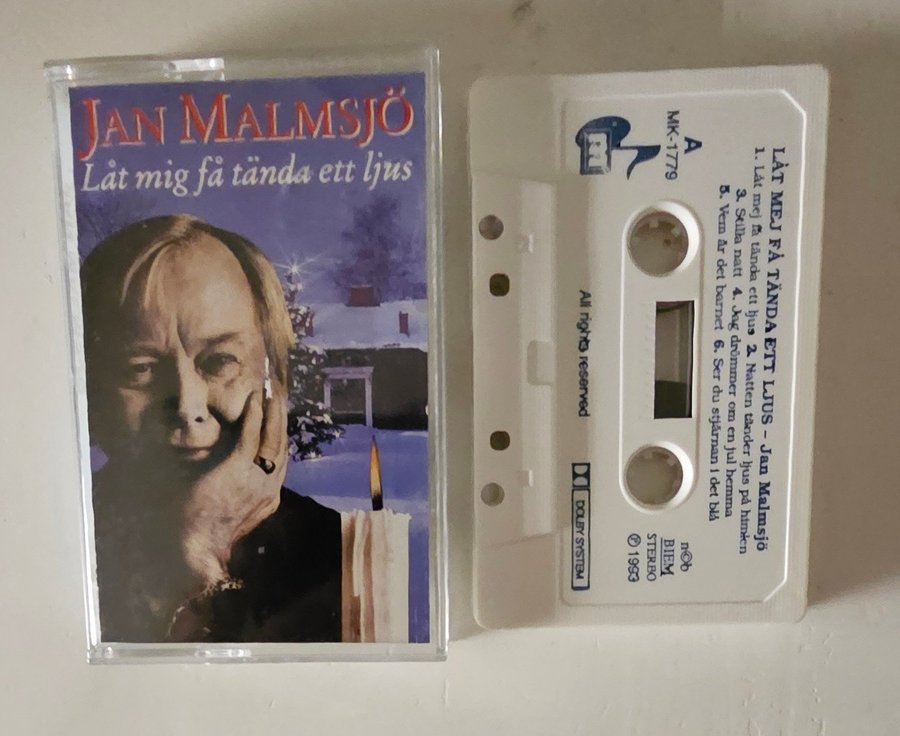 JAN MALMSJÖ
Låt mig få tända ett ljus
LÅT MEJ FÅ TÄNDA ETT LJUS – Jan Malmsjö
1. Låt mej få tända ett ljus 2. Natten tänder ljus på himlen
3. Stilla natt 4. Jag drömmer om en jul hemma
5. Vem är det barnet 6. Ser du stjärnan i det blå
A
MK-1779
m
All rights reserved
DOLBY SYSTEM
n©b
BIEM
STEREO
℗ 1993